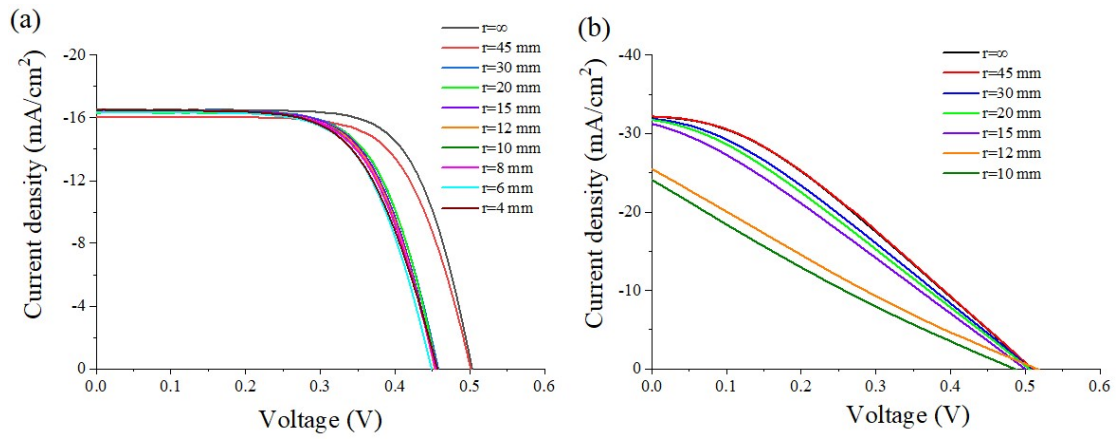 (a)
Current density (mA/cm²)
-20
-16
-12
-8
-4
0
0.0 0.1 0.2 0.3 0.4 0.5 0.6
Voltage (V)
r=∞
r=45 mm
r=30 mm
r=20 mm
r=15 mm
r=12 mm
r=10 mm
r=8 mm
r=6 mm
r=4 mm
(b)
Current density (mA/cm²)
-40
-30
-20
-10
0
0.0 0.1 0.2 0.3 0.4 0.5 0.6
Voltage (V)
r=∞
r=45 mm
r=30 mm
r=20 mm
r=15 mm
r=12 mm
r=10 mm